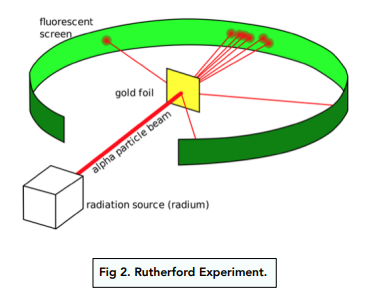 fluorescent
screen
gold foil
alpha particle beam
radiation source (radium)
Fig 2. Rutherford Experiment.